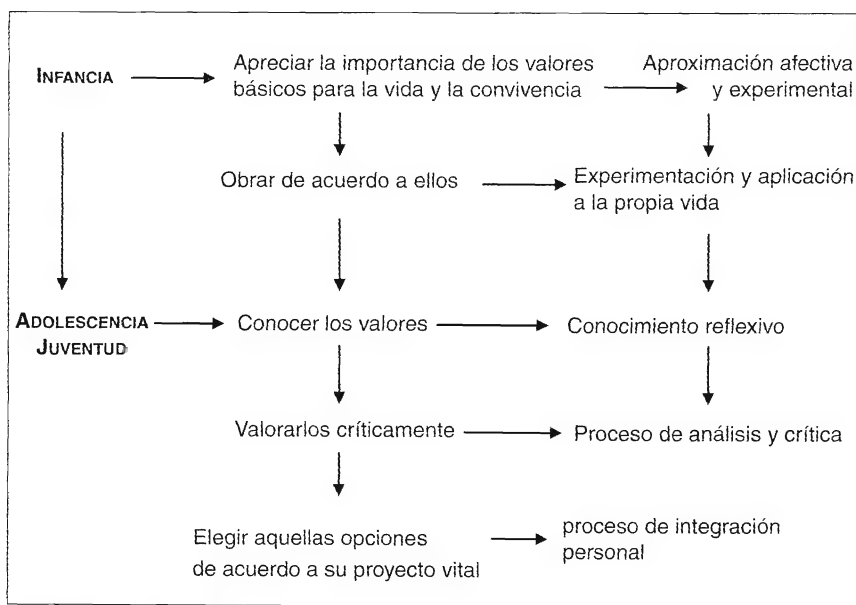 INFANCIA
Apreciar la importancia de los valores
básicos para la vida y la convivencia
Aproximación afectiva
y experimental
Obrar de acuerdo a ellos
Experimentación y aplicación
a la propia vida
ADOLESCENCIA
JUVENTUD
Conocer los valores
Conocimiento reflexivo
Valorarlos críticamente
Proceso de análisis y crítica
Elegir aquellas opciones
de acuerdo a su proyecto vital
proceso de integración
personal